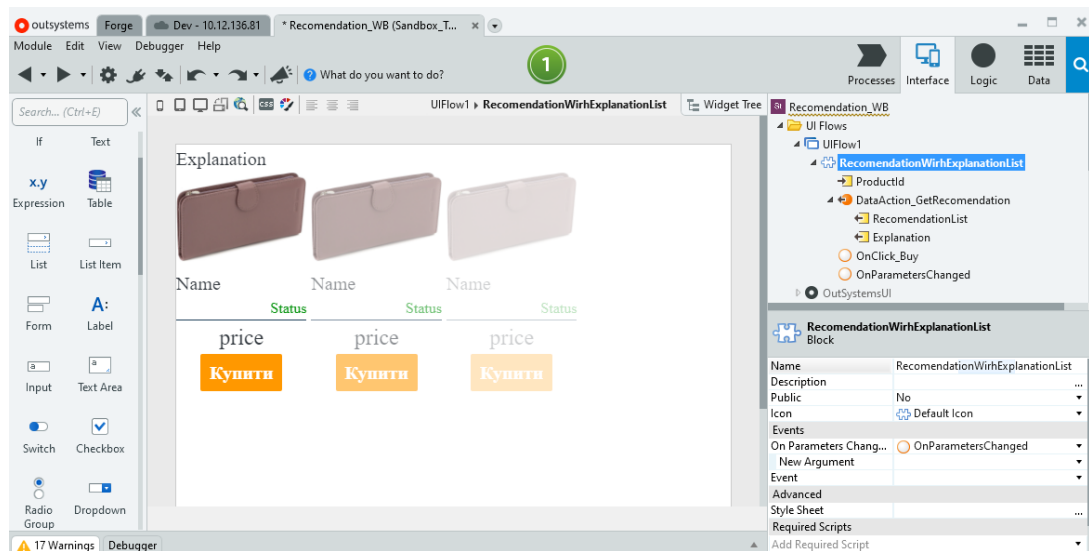 outsystems Forge Dev - 10.12.136.81 * Recomendation_WB (Sandbox_T...
Module Edit View Debugger Help
What do you want to do?
1
Processes Interface Logic Data
Search... (Ctrl+E)
CSS
UIFlow1 RecomendationWirhExplanationList
Widget Tree
If Text
x.y
Expression Table
List List Item
A:
Form Label
a a
Input Text Area
Switch Checkbox
Radio Group Dropdown
Explanation
Name Name Name
Status Status Status
price price price
Купити Купити Купити
Recomendation_WB
UI Flows
UIFlow1
RecomendationWirhExplanationList
ProductId
DataAction_GetRecomendation
RecomendationList
Explanation
OnClick_Buy
OnParametersChanged
OutSystemsUI
RecomendationWirhExplanationList
Block
Name RecomendationWirhExplanationList
Description ...
Public No
Icon Default Icon
Events
On Parameters Chang... OnParametersChanged
New Argument
Event
Advanced
Style Sheet ...
Required Scripts
Add Required Script
17 Warnings Debugger